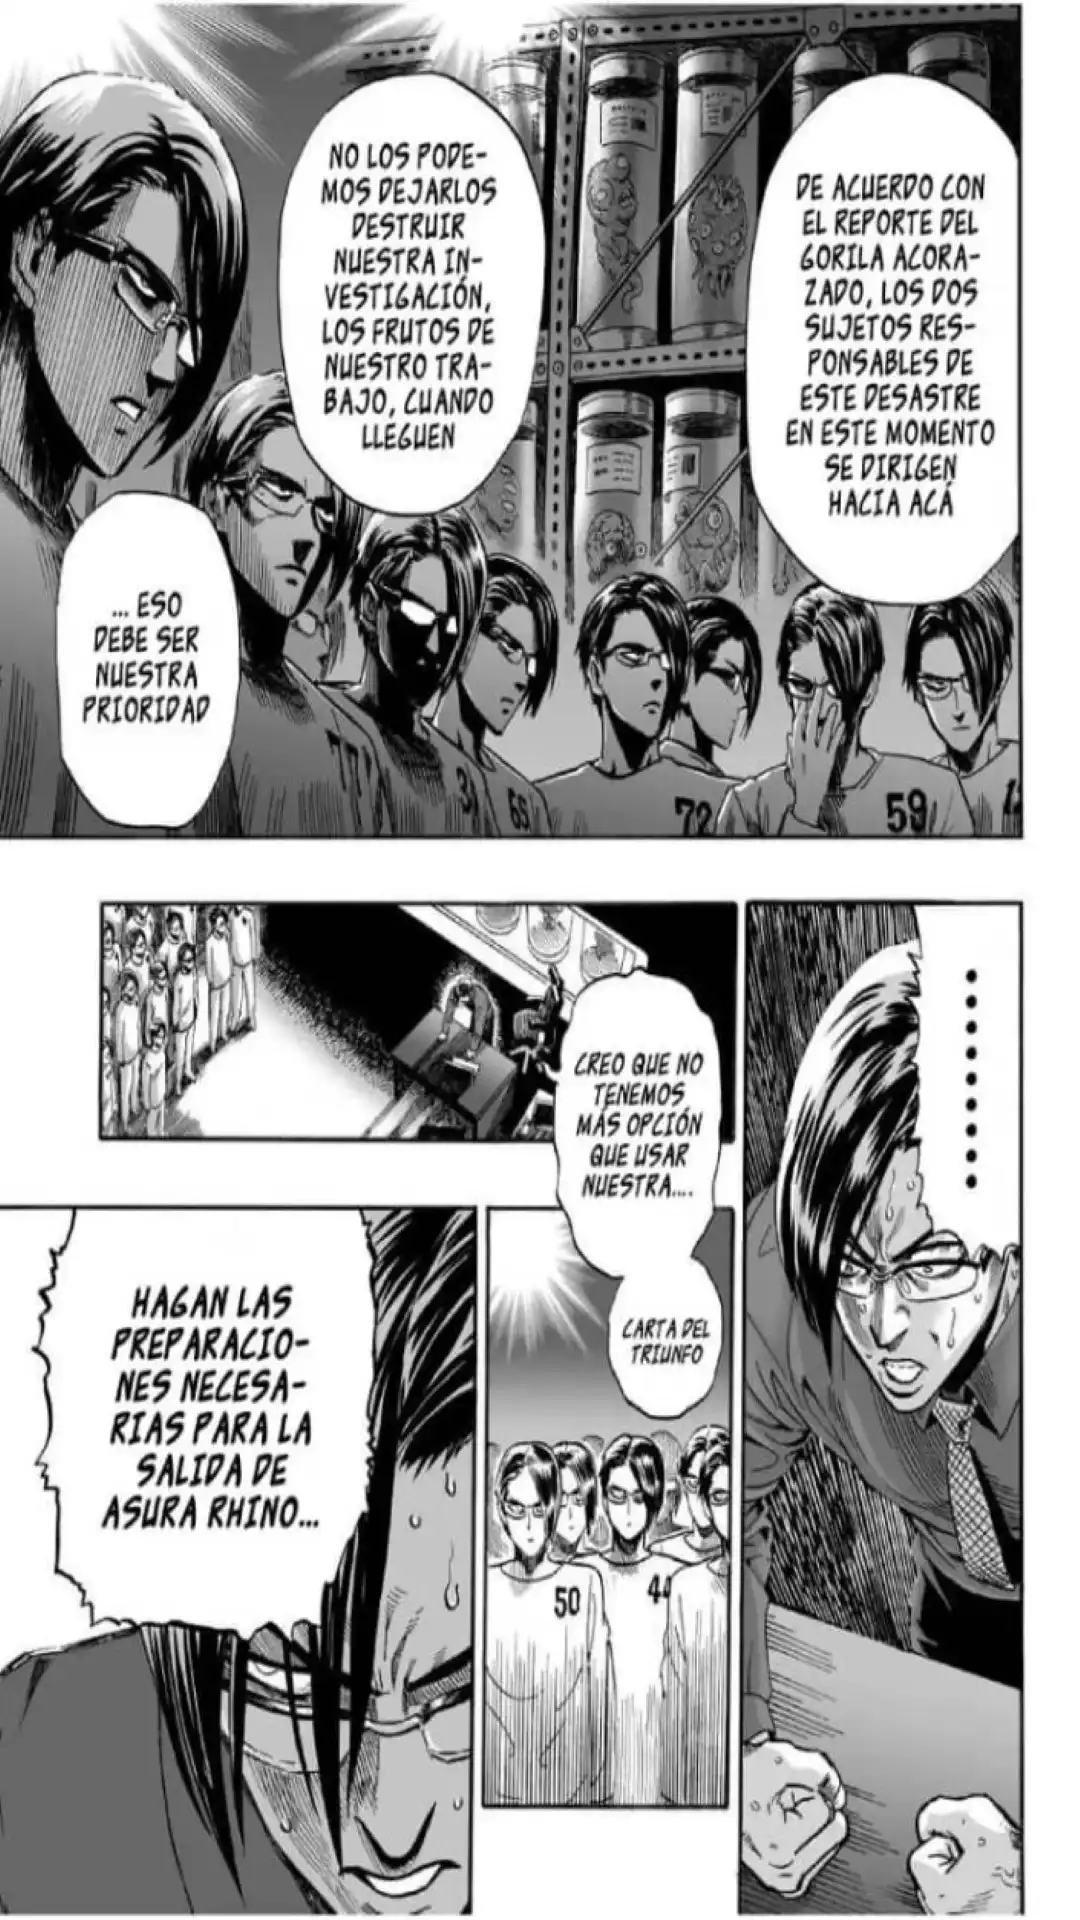 DE ACUERDO CON
EL REPORTE DEL
GORILA ACORA-
ZADO, LOS DOS
SUJETOS RES-
PONSABLES DE
ESTE DESASTRE
EN ESTE MOMENTO
SE DIRIGEN
HACIA ACÁ
NO LOS PODE-
MOS DEJARLOS
DESTRUIR
NUESTRA IN-
VESTIGACIÓN,
LOS FRUTOS DE
NUESTRO TRA-
BAJO, CUANDO
LLEGUEN
... ESO
DEBE SER
NUESTRA
PRIORIDAD
77
31
65
72
59
..........
CREO QUE NO
TENEMOS
MÁS OPCIÓN
QUE USAR
NUESTRA....
CARTA DEL
TRIUNFO
50
44
HAGAN LAS
PREPARACIO-
NES NECESA-
RIAS PARA LA
SALIDA DE
ASURA RHINO...